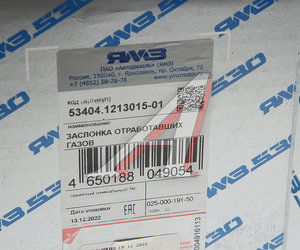 ЯМЗ 530
ЯМЗ
ПАО «Автодизель» (ЯМЗ)
Россия, 150040, г. Ярославль, пр. Октября, 75
+7 (4852) 58-78-78
www.ymzmotor.ru
код (артикул)
53404.1213015-01
наименование
ЗАСЛОНКА ОТРАБОТАВШИХ
ГАЗОВ
4 650188 049054
Дата упаковки
13.12.2022
EAC
025-000-191-50
ЯМЗ 530